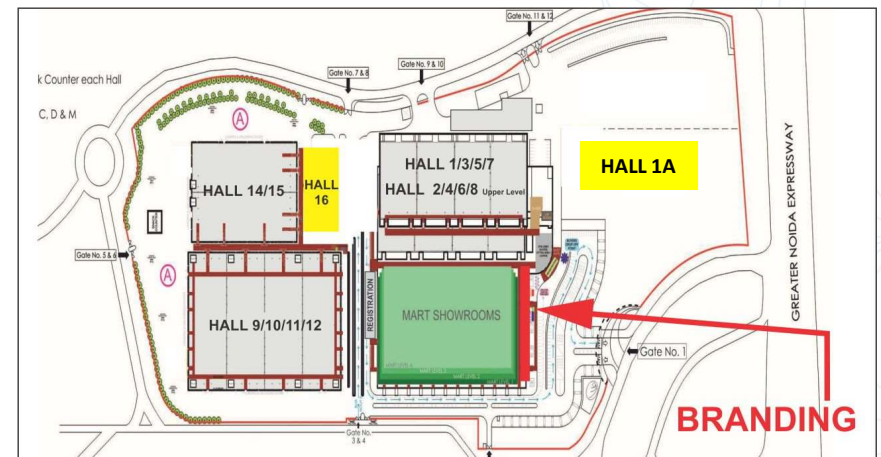 Gate No. 11 & 12
Gate No. 9 & 10
Gate No. 7 & 8
k Counter each Hall
C, D & M
A
HALL 1/3/5/7
HALL 2/4/6/8 Upper Level
HALL 1A
HALL 14/15
HALL
16
GREATER NOIDA EXPRESSWAY
Gate No. 5 & 6
A
HALL 9/10/11/12
REGISTRATION
MART SHOWROOMS
Gate No. 1
BRANDING
Gate No.
3 & 4